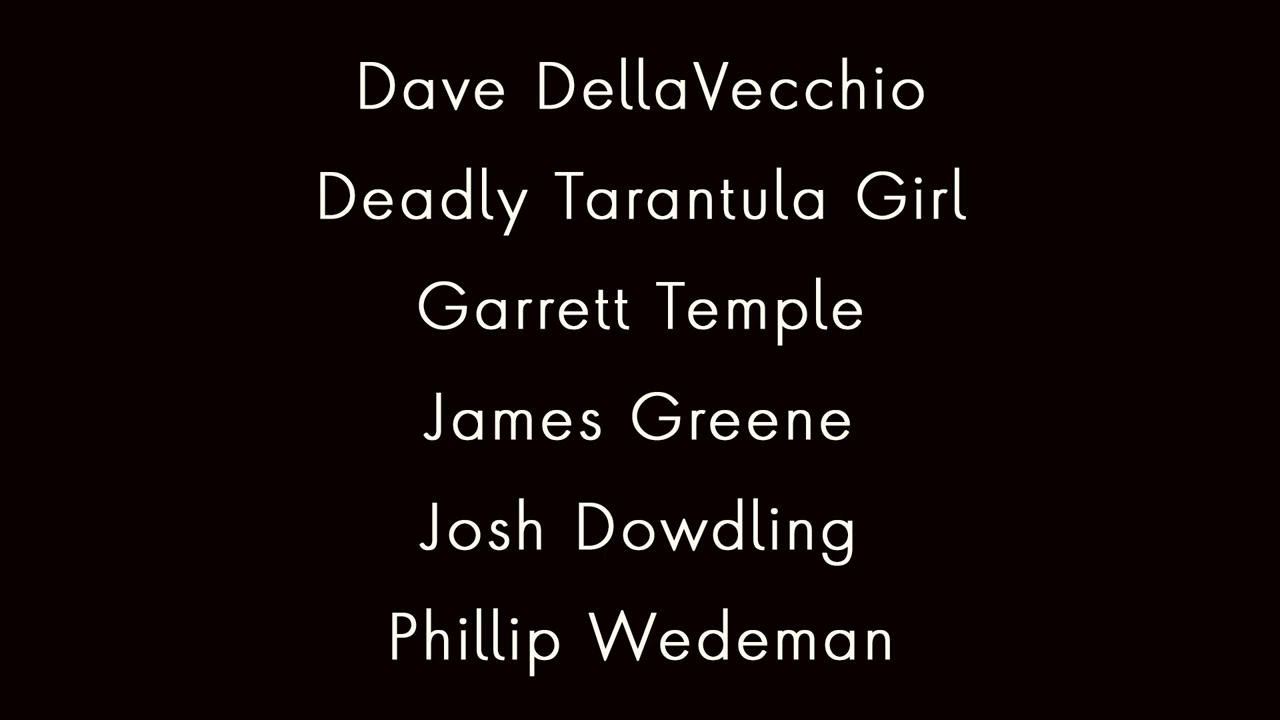 Dave DellaVecchio
Deadly Tarantula Girl
Garrett Temple
James Greene
Josh Dowdling
Phillip Wedeman